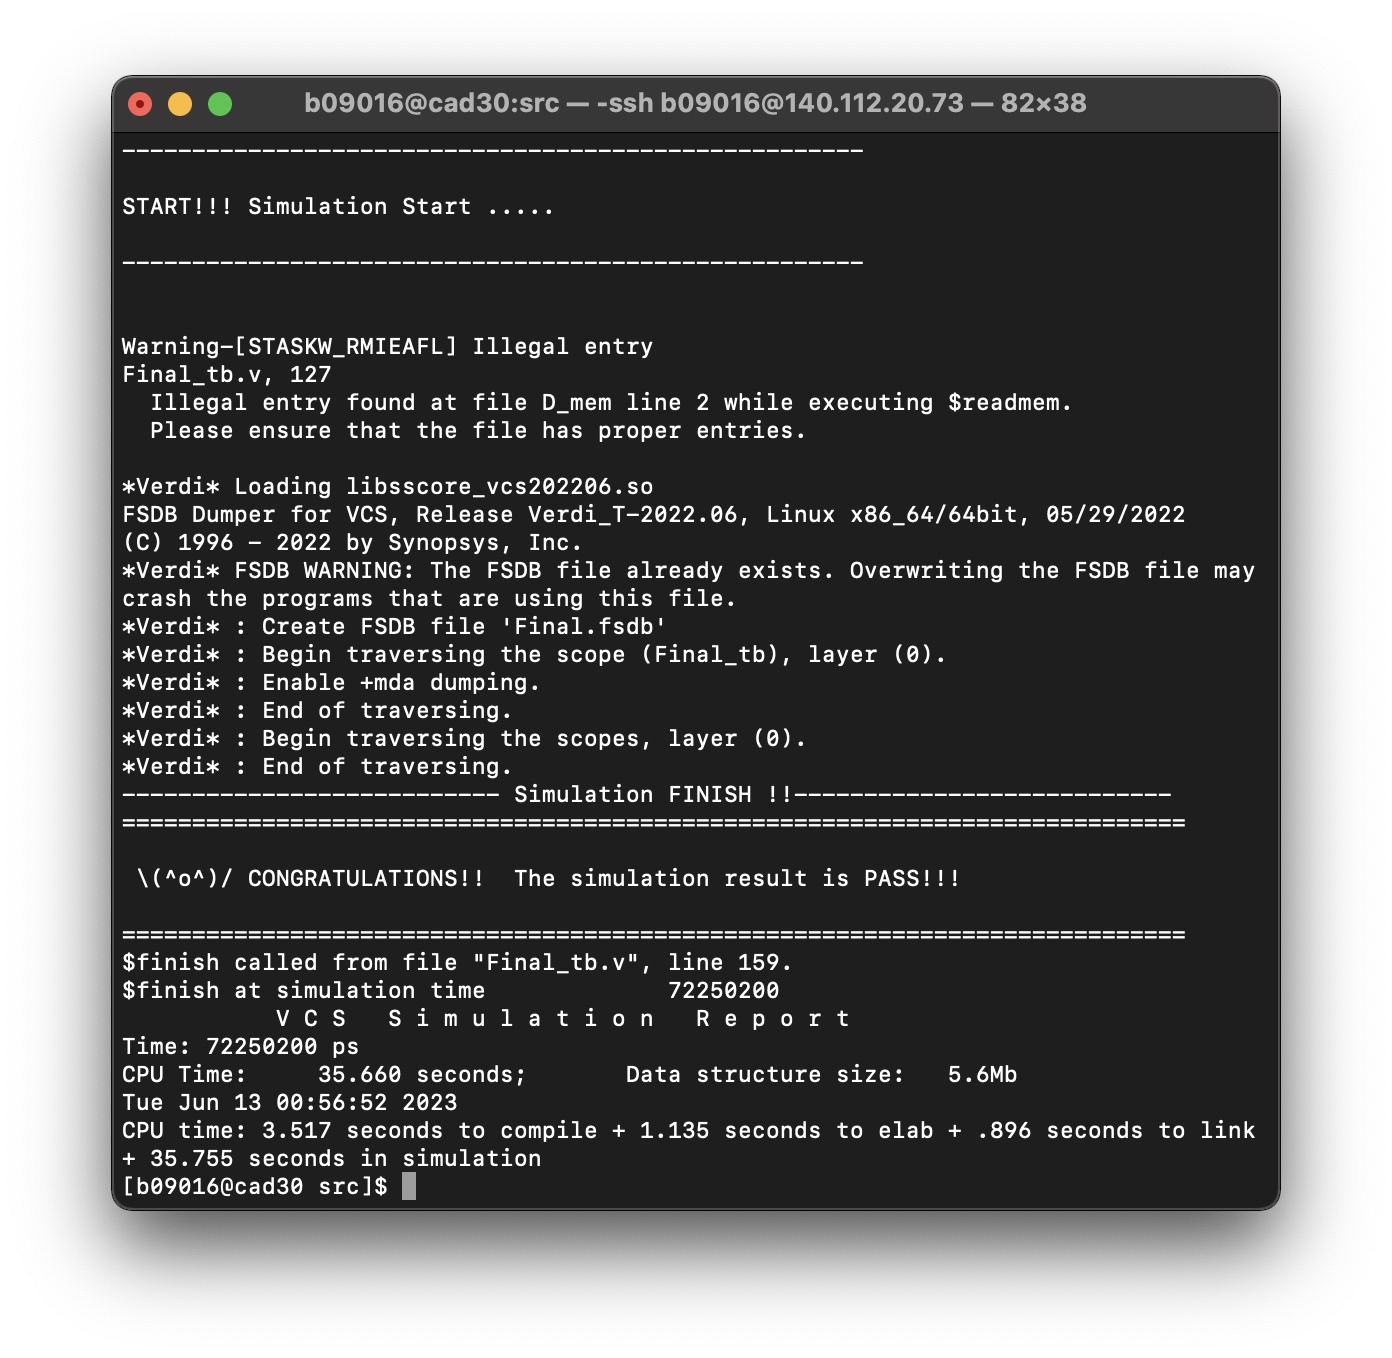 b09016@cad30:src — -ssh b09016@140.112.20.73 — 82×38
-----------------------------------------------------
START!!! Simulation Start .....
-----------------------------------------------------
Warning-[STASKW_RMIEAFL] Illegal entry
Final_tb.v, 127
  Illegal entry found at file D_mem line 2 while executing $readmem.
  Please ensure that the file has proper entries.
*Verdi* Loading libsscore_vcs202206.so
FSDB Dumper for VCS, Release Verdi_T-2022.06, Linux x86_64/64bit, 05/29/2022
(C) 1996 - 2022 by Synopsys, Inc.
*Verdi* FSDB WARNING: The FSDB file already exists. Overwriting the FSDB file may
crash the programs that are using this file.
*Verdi* : Create FSDB file 'Final.fsdb'
*Verdi* : Begin traversing the scope (Final_tb), layer (0).
*Verdi* : Enable +mda dumping.
*Verdi* : End of traversing.
*Verdi* : Begin traversing the scopes, layer (0).
*Verdi* : End of traversing.
--------------------------- Simulation FINISH !!---------------------------
============================================================================
 \(^o^)/ CONGRATULATIONS!!  The simulation result is PASS!!!
============================================================================
$finish called from file "Final_tb.v", line 159.
$finish at simulation time             72250200
           V C S   S i m u l a t i o n   R e p o r t
Time: 72250200 ps
CPU Time:     35.660 seconds;       Data structure size:   5.6Mb
Tue Jun 13 00:56:52 2023
CPU time: 3.517 seconds to compile + 1.135 seconds to elab + .896 seconds to link
+ 35.755 seconds in simulation
[b09016@cad30 src]$